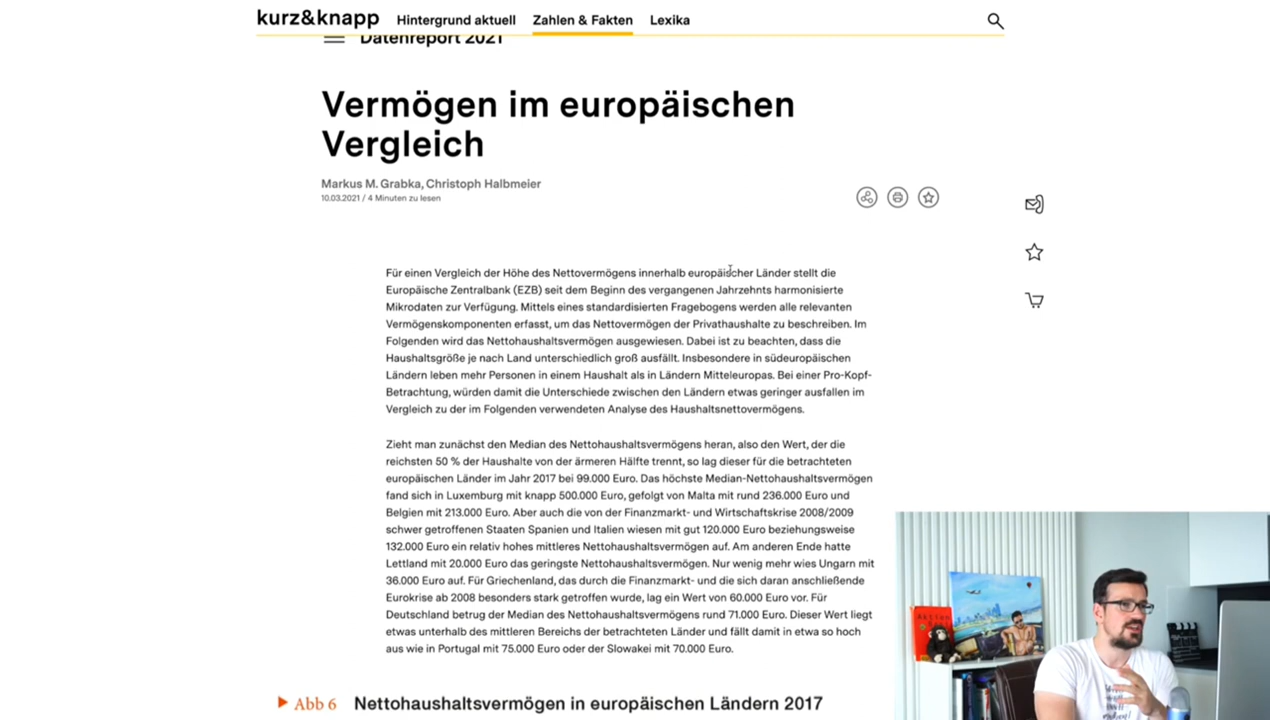 kurz&knapp Hintergrund aktuell Zahlen & Fakten Lexika
Datenreport 2021
Vermögen im europäischen
Vergleich
Markus M. Grabka, Christoph Halbmeier
10.03.2021 / 4 Minuten zu lesen
Für einen Vergleich der Höhe des Nettovermögens innerhalb europäischer Länder stellt die
Europäische Zentralbank (EZB) seit dem Beginn des vergangenen Jahrzehnts harmonisierte
Mikrodaten zur Verfügung. Mittels eines standardisierten Fragebogens werden alle relevanten
Vermögenskomponenten erfasst, um das Nettovermögen der Privathaushalte zu beschreiben. Im
Folgenden wird das Nettohaushaltsvermögen ausgewiesen. Dabei ist zu beachten, dass die
Haushaltsgröße je nach Land unterschiedlich groß ausfällt. Insbesondere in südeuropäischen
Ländern leben mehr Personen in einem Haushalt als in Ländern Mitteleuropas. Bei einer Pro-Kopf-
Betrachtung, würden damit die Unterschiede zwischen den Ländern etwas geringer ausfallen im
Vergleich zu der im Folgenden verwendeten Analyse des Haushaltsnettovermögens.
Zieht man zunächst den Median des Nettohaushaltsvermögens heran, also den Wert, der die
reichsten 50 % der Haushalte von der ärmeren Hälfte trennt, so lag dieser für die betrachteten
europäischen Länder im Jahr 2017 bei 99.000 Euro. Das höchste Median-Nettohaushaltsvermögen
fand sich in Luxemburg mit knapp 500.000 Euro, gefolgt von Malta mit rund 236.000 Euro und
Belgien mit 213.000 Euro. Aber auch die von der Finanzmarkt- und Wirtschaftskrise 2008/2009
schwer getroffenen Staaten Spanien und Italien wiesen mit gut 120.000 Euro beziehungsweise
132.000 Euro ein relativ hohes mittleres Nettohaushaltsvermögen auf. Am anderen Ende hatte
Lettland mit 20.000 Euro das geringste Nettohaushaltsvermögen. Nur wenig mehr wies Ungarn mit
36.000 Euro auf. Für Griechenland, das durch die Finanzmarkt- und die sich daran anschließende
Eurokrise ab 2008 besonders stark getroffen wurde, lag ein Wert von 60.000 Euro vor. Für
Deutschland betrug der Median des Nettohaushaltsvermögens rund 71.000 Euro. Dieser Wert liegt
etwas unterhalb des mittleren Bereichs der betrachteten Länder und fällt damit in etwa so hoch
aus wie in Portugal mit 75.000 Euro oder der Slowakei mit 70.000 Euro.
Abb 6 Nettohaushaltsvermögen in europäischen Ländern 2017